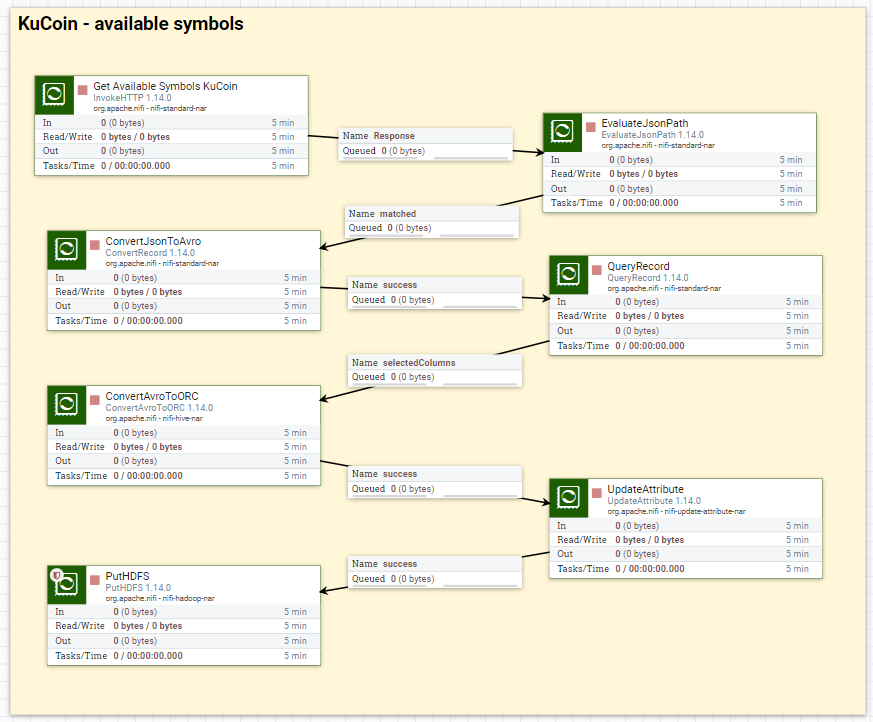 KuCoin - available symbols
Get Available Symbols KuCoin
InvokeHTTP 1.14.0
org.apache.nifi - nifi-standard-nar
In 0 (0 bytes) 5 min
Read/Write 0 bytes / 0 bytes 5 min
Out 0 (0 bytes) 5 min
Tasks/Time 0 / 00:00:00.000 5 min
Name Response
Queued 0 (0 bytes)
EvaluateJsonPath
EvaluateJsonPath 1.14.0
org.apache.nifi - nifi-standard-nar
In 0 (0 bytes) 5 min
Read/Write 0 bytes / 0 bytes 5 min
Out 0 (0 bytes) 5 min
Tasks/Time 0 / 00:00:00.000 5 min
Name matched
Queued 0 (0 bytes)
ConvertJsonToAvro
ConvertRecord 1.14.0
org.apache.nifi - nifi-standard-nar
In 0 (0 bytes) 5 min
Read/Write 0 bytes / 0 bytes 5 min
Out 0 (0 bytes) 5 min
Tasks/Time 0 / 00:00:00.000 5 min
Name success
Queued 0 (0 bytes)
QueryRecord
QueryRecord 1.14.0
org.apache.nifi - nifi-standard-nar
In 0 (0 bytes) 5 min
Read/Write 0 bytes / 0 bytes 5 min
Out 0 (0 bytes) 5 min
Tasks/Time 0 / 00:00:00.000 5 min
Name selectedColumns
Queued 0 (0 bytes)
ConvertAvroToORC
ConvertAvroToORC 1.14.0
org.apache.nifi - nifi-hive-nar
In 0 (0 bytes) 5 min
Read/Write 0 bytes / 0 bytes 5 min
Out 0 (0 bytes) 5 min
Tasks/Time 0 / 00:00:00.000 5 min
Name success
Queued 0 (0 bytes)
UpdateAttribute
UpdateAttribute 1.14.0
org.apache.nifi - nifi-update-attribute-nar
In 0 (0 bytes) 5 min
Read/Write 0 bytes / 0 bytes 5 min
Out 0 (0 bytes) 5 min
Tasks/Time 0 / 00:00:00.000 5 min
Name success
Queued 0 (0 bytes)
PutHDFS
PutHDFS 1.14.0
org.apache.nifi - nifi-hadoop-nar
In 0 (0 bytes) 5 min
Read/Write 0 bytes / 0 bytes 5 min
Out 0 (0 bytes) 5 min
Tasks/Time 0 / 00:00:00.000 5 min